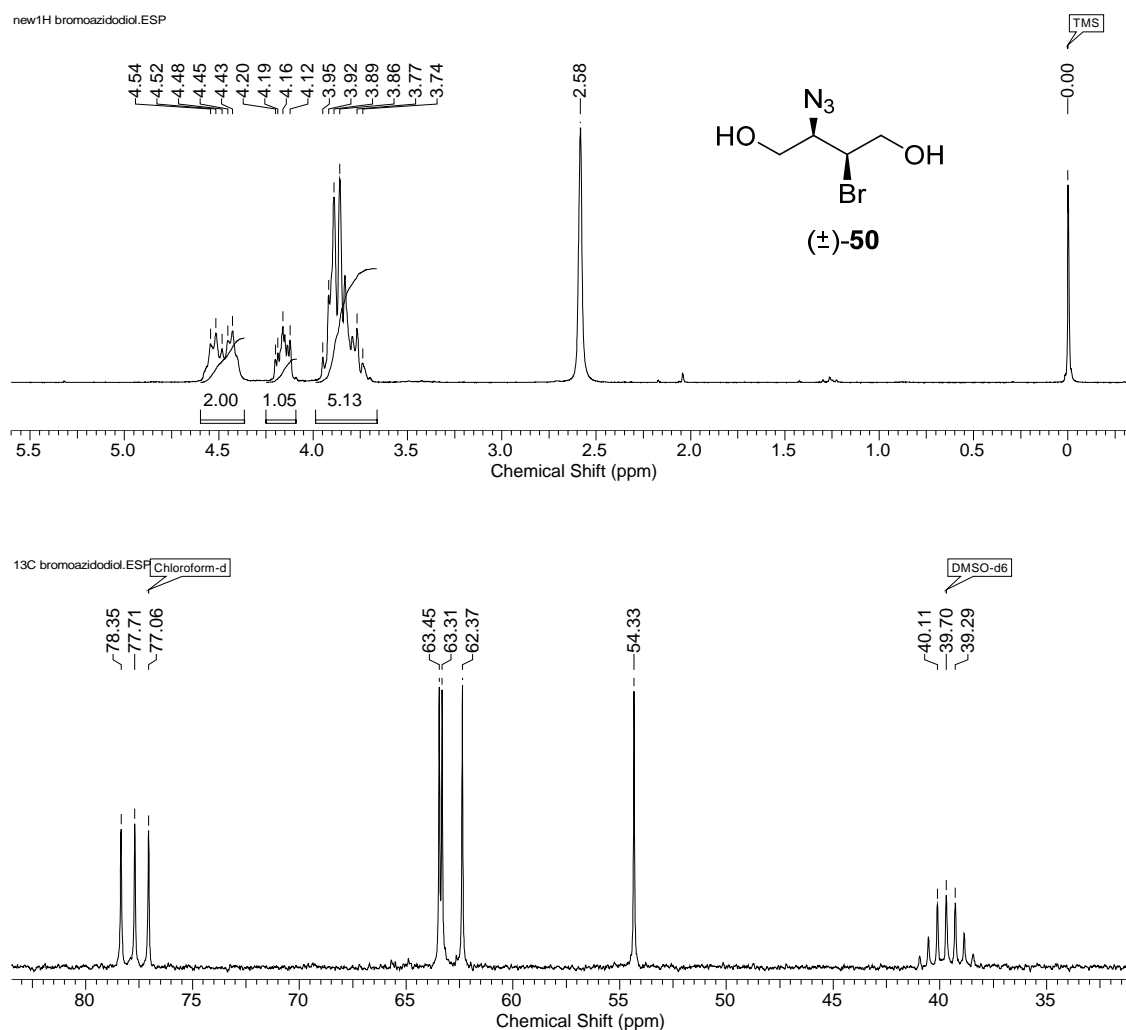 new1H bromoazidodiol.ESP
TMS
4.54
4.52
4.48
4.45
4.43
4.20
4.19
4.16
4.12
3.95
3.92
3.89
3.86
3.77
3.74
2.58
0.00
N3
HO
OH
Br
(±)-50
2.00 1.05 5.13
5.5 5.0 4.5 4.0 3.5 3.0 2.5 2.0 1.5 1.0 0.5 0
Chemical Shift (ppm)
13C bromoazidodiol.ESP
Chloroform-d
DMSO-d6
78.35
77.71
77.06
63.45
63.31
62.37
54.33
40.11
39.70
39.29
80 75 70 65 60 55 50 45 40 35
Chemical Shift (ppm)